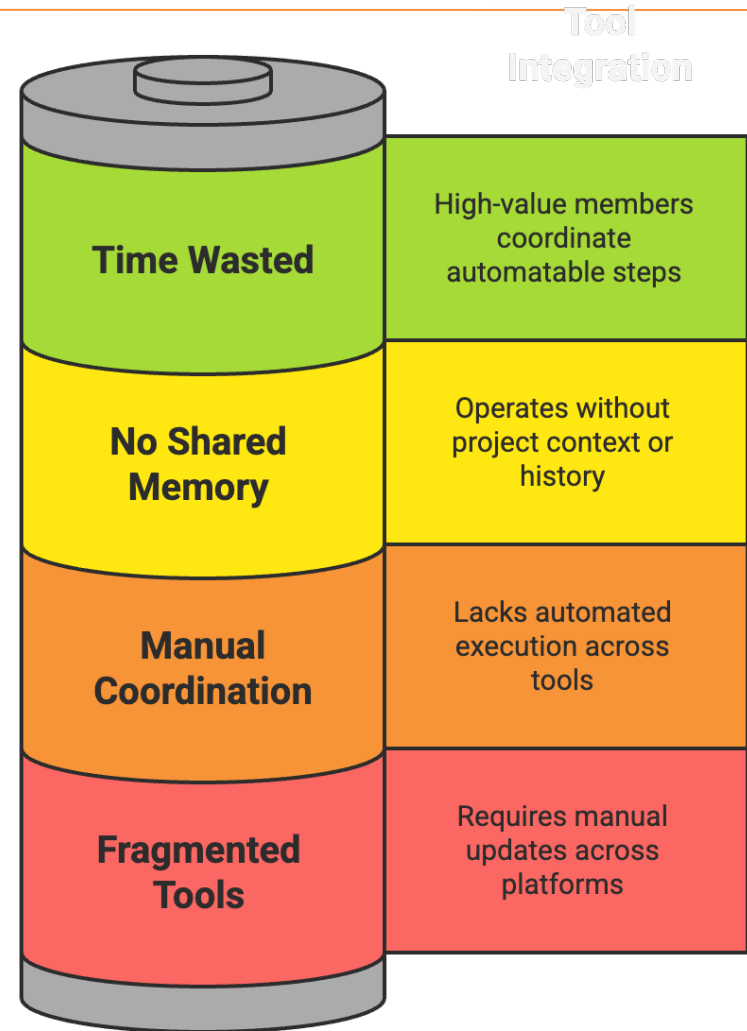 Tool
Integration
Time Wasted
High-value members
coordinate
automatable steps
No Shared
Memory
Operates without
project context or
history
Manual
Coordination
Lacks automated
execution across
tools
Fragmented
Tools
Requires manual
updates across
platforms